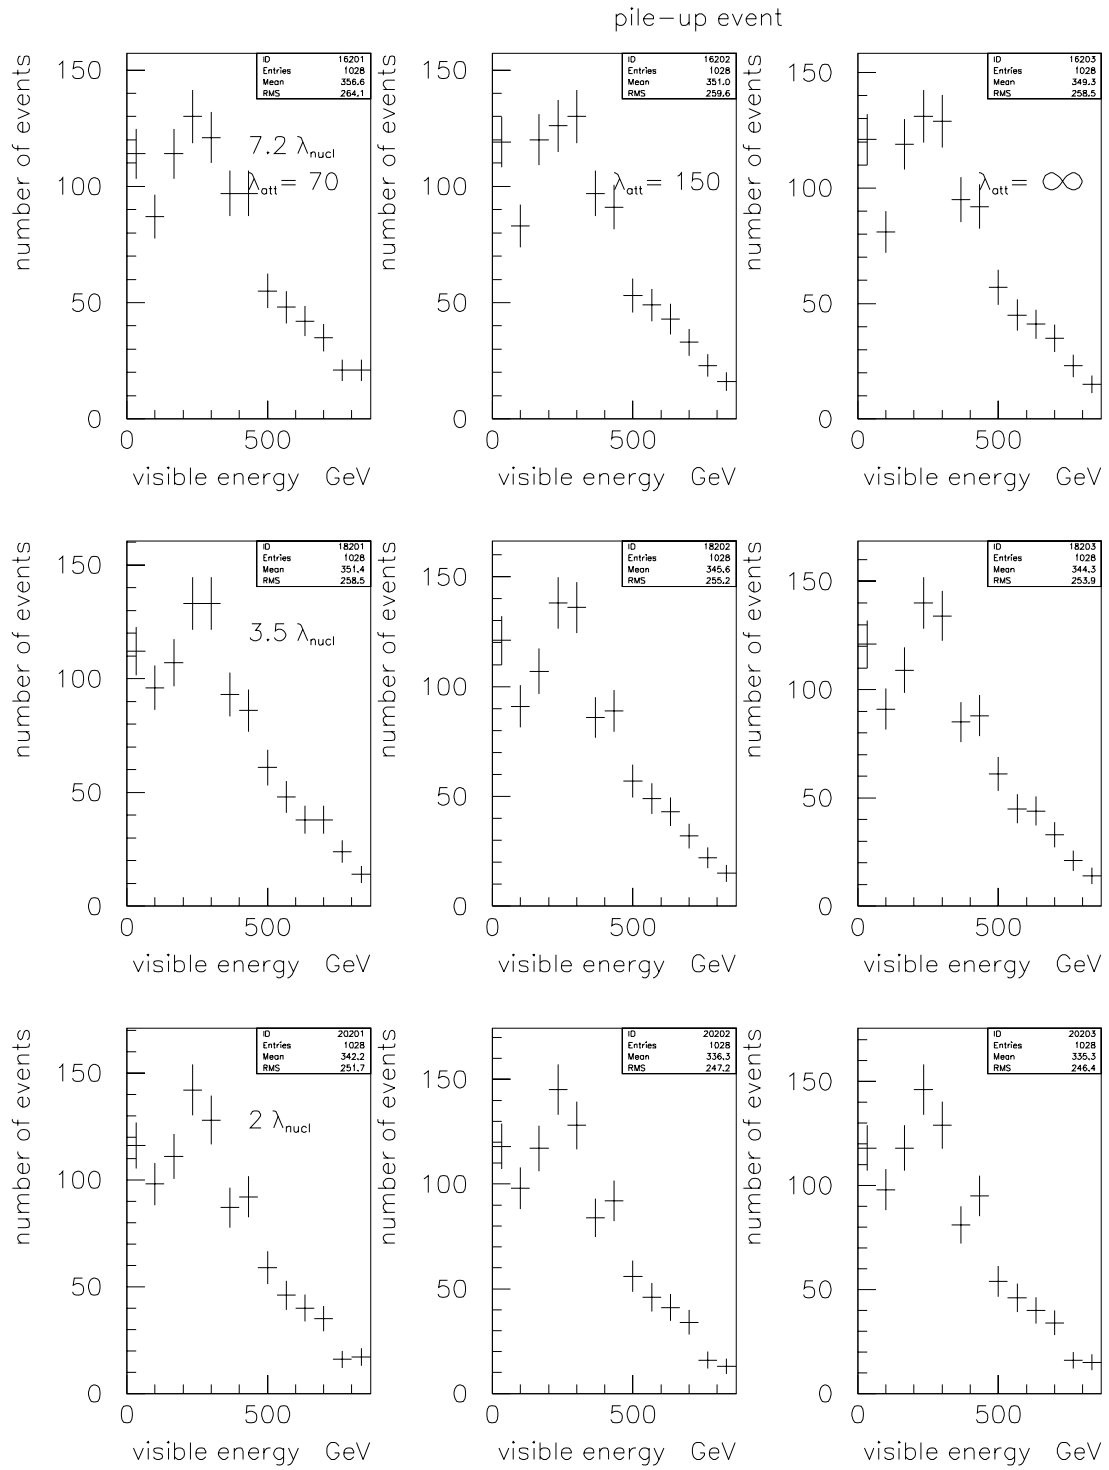 pile-up event
number of events
150
100
50
0
0 500
visible energy GeV
ID 16201
Entries 1028
Mean 356.6
RMS 264.1
7.2 λnucl
λatt= 70
number of events
150
100
50
0
0 500
visible energy GeV
ID 16202
Entries 1028
Mean 351.0
RMS 259.6
λatt= 150
number of events
150
100
50
0
0 500
visible energy GeV
ID 16203
Entries 1028
Mean 349.3
RMS 258.5
λatt= ∞
number of events
150
100
50
0
0 500
visible energy GeV
ID 18201
Entries 1028
Mean 351.4
RMS 258.5
3.5 λnucl
number of events
150
100
50
0
0 500
visible energy GeV
ID 18202
Entries 1028
Mean 345.6
RMS 255.2
number of events
150
100
50
0
0 500
visible energy GeV
ID 18203
Entries 1028
Mean 344.3
RMS 253.9
number of events
150
100
50
0
0 500
visible energy GeV
ID 20201
Entries 1028
Mean 342.2
RMS 251.7
2 λnucl
number of events
150
100
50
0
0 500
visible energy GeV
ID 20202
Entries 1028
Mean 336.3
RMS 247.2
number of events
150
100
50
0
0 500
visible energy GeV
ID 20203
Entries 1028
Mean 335.3
RMS 246.4